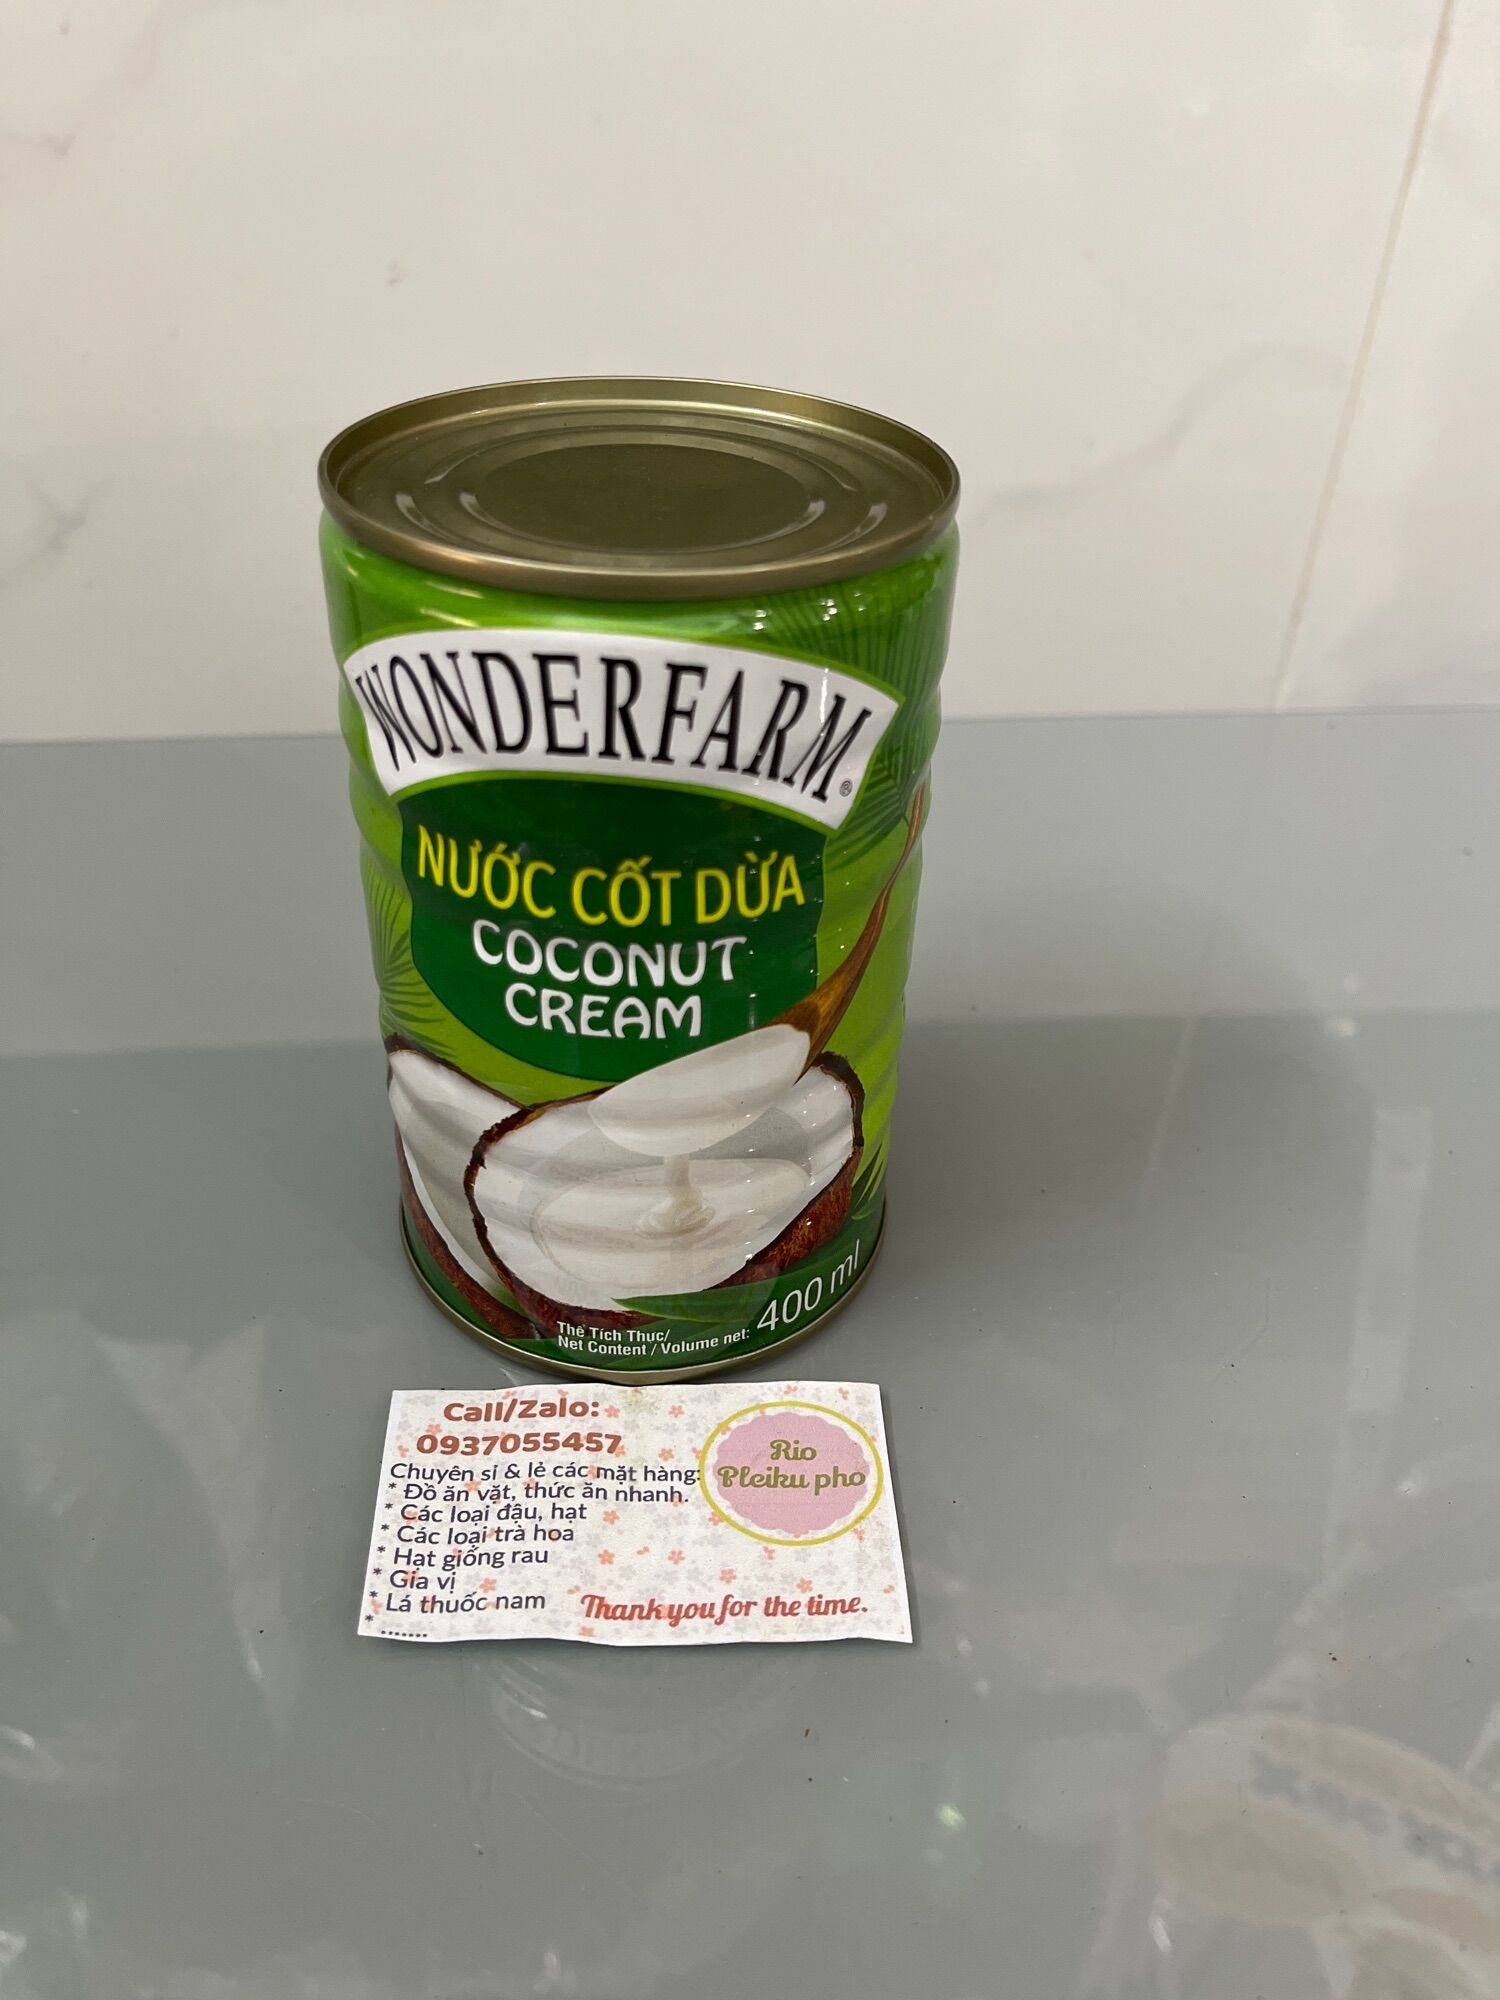 WONDERFARM®
NƯỚC CỐT DỪA
COCONUT
CREAM
Thể Tích Thực/
Net Content / Volume net: 400 ml
Call/Zalo:
0937055457
Chuyên sỉ & lẻ các mặt hàng:
* Đồ ăn vặt, thức ăn nhanh.
* Các loại đậu, hạt
* Các loại trà hoa
* Hạt giống rau
* Gia vị
* Lá thuốc nam
* .......
Rio
Pleiku pho
Thank you for the time.